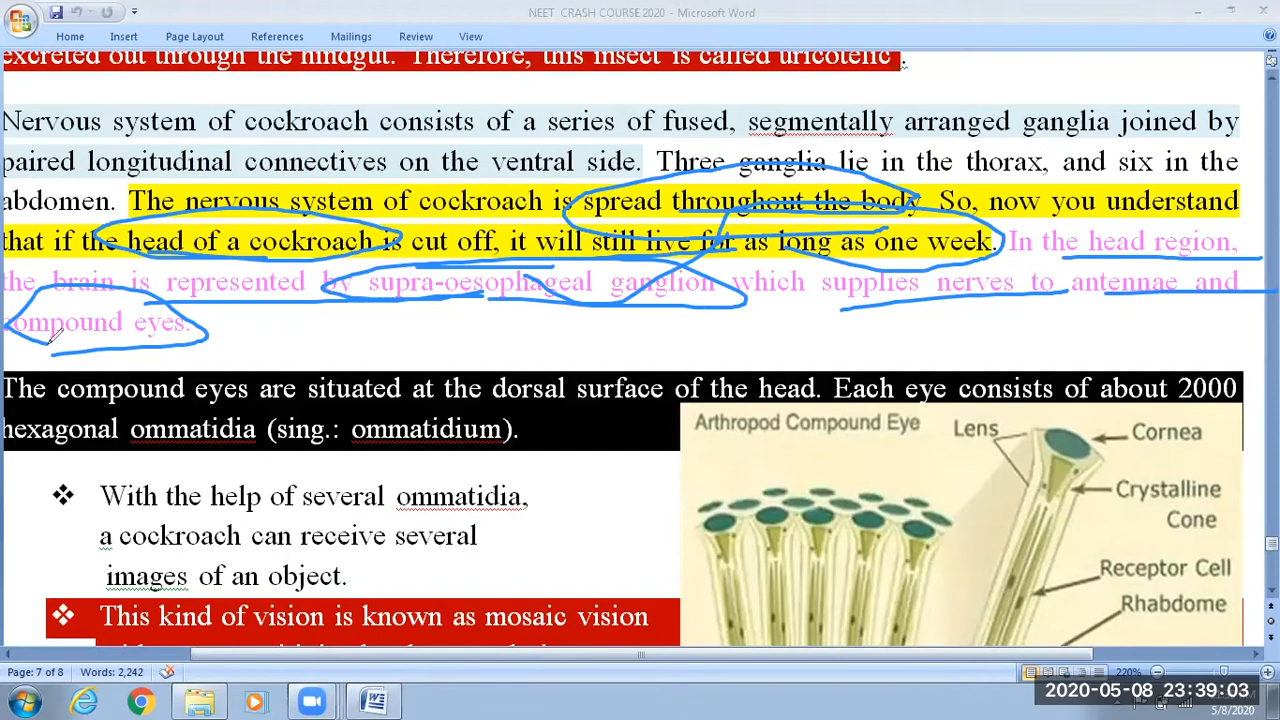 NEET CRASH COURSE 2020 - Microsoft Word
Home Insert Page Layout References Mailings Review View
excreted out through the hindgut. Therefore, this insect is called uricotelic .
Nervous system of cockroach consists of a series of fused, segmentally arranged ganglia joined by
paired longitudinal connectives on the ventral side. Three ganglia lie in the thorax, and six in the
abdomen. The nervous system of cockroach is spread throughout the body. So, now you understand
that if the head of a cockroach is cut off, it will still live for as long as one week. In the head region,
the brain is represented by supra-oesophageal ganglion which supplies nerves to antennae and
compound eyes.
The compound eyes are situated at the dorsal surface of the head. Each eye consists of about 2000
hexagonal ommatidia (sing.: ommatidium).
Arthropod Compound Eye
Lens
Cornea
Crystalline
Cone
Receptor Cell
Rhabdome
❖ With the help of several ommatidia,
a cockroach can receive several
images of an object.
❖ This kind of vision is known as mosaic vision
Page: 7 of 8 Words: 2,242 220%
2020-05-08 23:39:03
5/8/2020